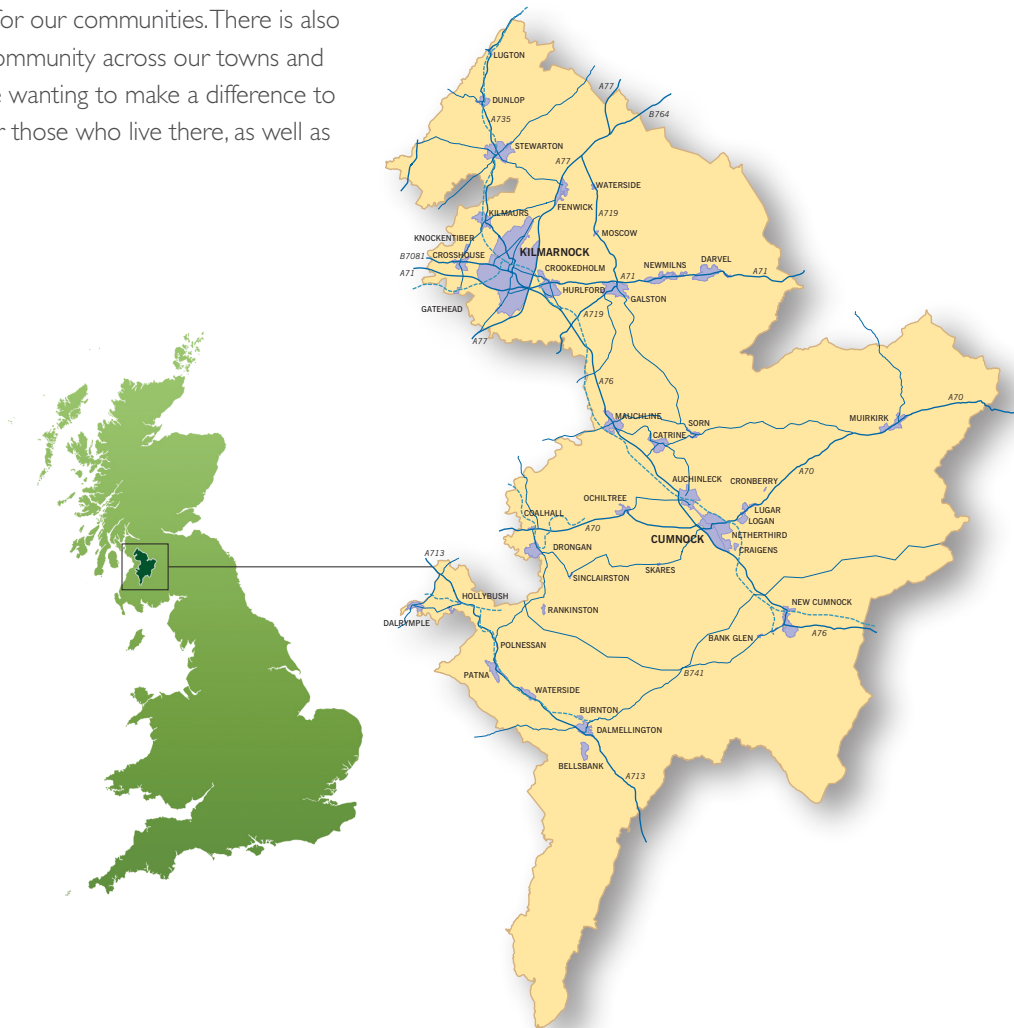 for our communities. There is also
ommunity across our towns and
e wanting to make a difference to
r those who live there, as well as
LUGTON
A77
DUNLOP
B764
A735
STEWARTON
A77
WATERSIDE
FENWICK
KILMAURS
A719
MOSCOW
KNOCKENTIBER
KILMARNOCK
B7081
CROSSHOUSE
CROOKEDHOLM
NEWMILNS
DARVEL
A71
A71
A71
HURLFORD
GALSTON
GATEHEAD
A719
A77
A76
MAUCHLINE
SORN
MUIRKIRK
A70
CATRINE
A70
AUCHINLECK
CRONBERRY
OCHILTREE
LUGAR
COALHALL
LOGAN
A70
CUMNOCK
NETHERTHIRD
CRAIGENS
DRONGAN
A713
SKARES
SINCLAIRSTON
HOLLYBUSH
NEW CUMNOCK
RANKINSTON
DALRYMPLE
A76
BANK GLEN
POLNESSAN
B741
PATNA
WATERSIDE
BURNTON
DALMELLINGTON
BELLSBANK
A713